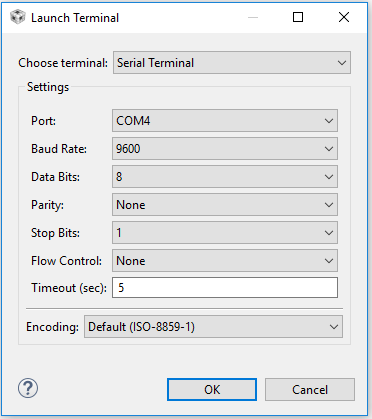 Launch Terminal
Choose terminal: Serial Terminal
Settings
Port: COM4
Baud Rate: 9600
Data Bits: 8
Parity: None
Stop Bits: 1
Flow Control: None
Timeout (sec): 5
Encoding: Default (ISO-8859-1)
? OK Cancel